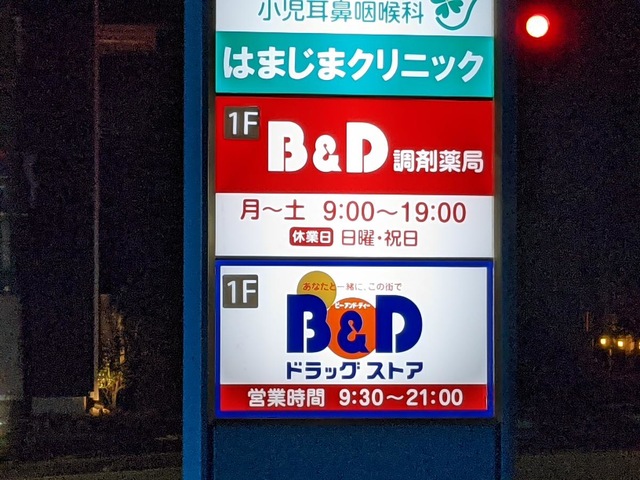 小児耳鼻咽喉科
はまじまクリニック
1F
B&D 調剤薬局
月〜土 9:00〜19:00
休業日 日曜・祝日
1F
あなたと一緒に、この街で
ビー・アンド・ディー
B&D
ドラッグストア
営業時間 9:30〜21:00